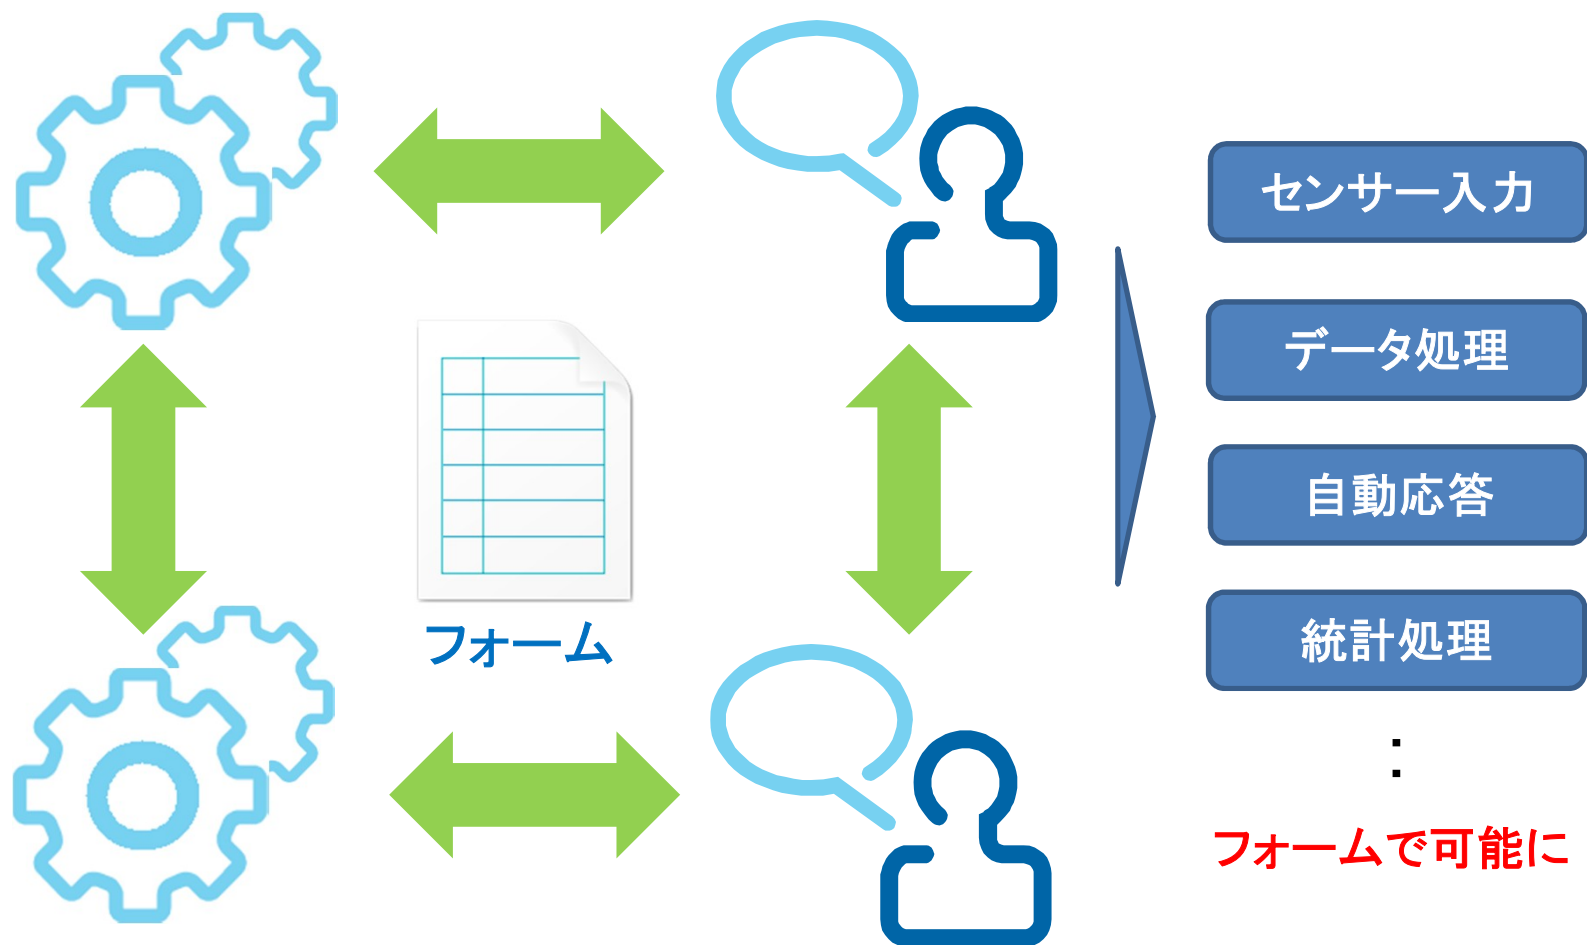 フォーム
センサー入力
データ処理
自動応答
統計処理
：
フォームで可能に